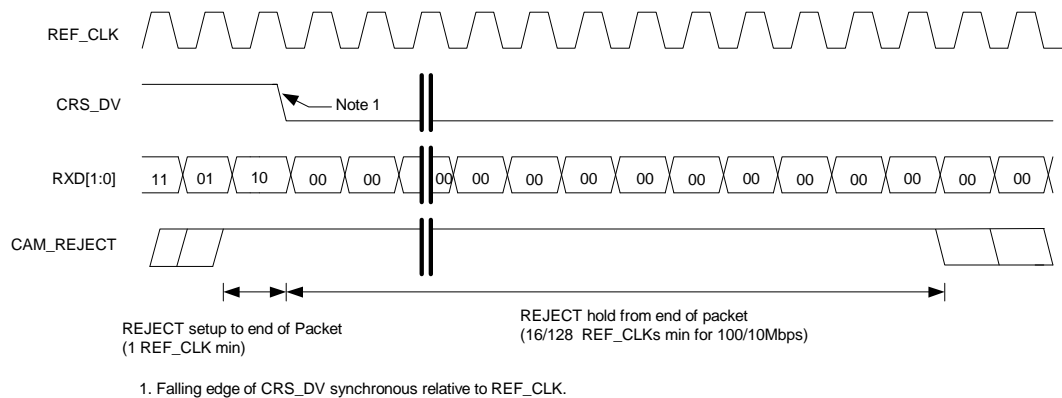 REF_CLK
CRS_DV
Note 1
RXD[1:0]
11 01 10 00 00 00 00 00 00 00 00 00 00 00 00 00
CAM_REJECT
REJECT setup to end of Packet
(1 REF_CLK min)
REJECT hold from end of packet
(16/128 REF_CLKs min for 100/10Mbps)
1. Falling edge of CRS_DV synchronous relative to REF_CLK.